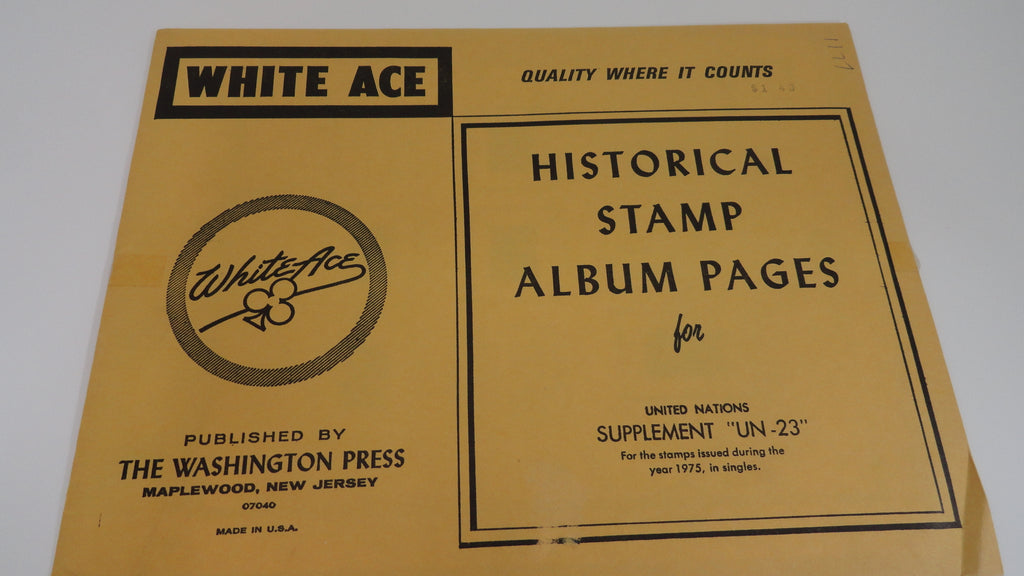 WHITE ACE
QUALITY WHERE IT COUNTS
White-Ace
PUBLISHED BY
THE WASHINGTON PRESS
MAPLEWOOD, NEW JERSEY
07040
MADE IN U.S.A.
HISTORICAL
STAMP
ALBUM PAGES
for
UNITED NATIONS
SUPPLEMENT "UN-23"
For the stamps issued during the
year 1975, in singles.